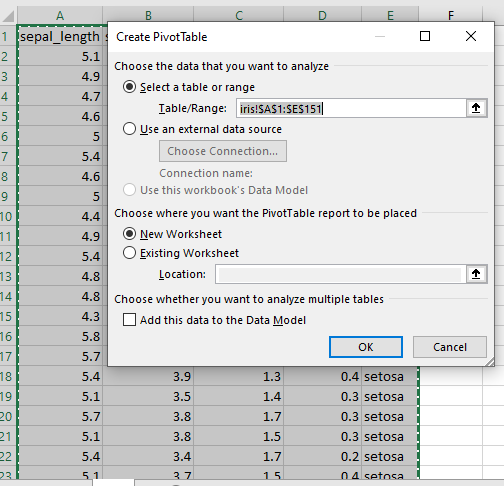 A B C D E F
1 sepal_length s
Create PivotTable
2 5.1
Choose the data that you want to analyze
3 4.9
Select a table or range
4 4.7
Table/Range: iris!$A$1:$E$151
5 4.6
Use an external data source
6 5
Choose Connection...
7 5.4
Connection name:
8 4.6
Use this workbook's Data Model
9 5
Choose where you want the PivotTable report to be placed
10 4.4
New Worksheet
11 4.9
Existing Worksheet
12 5.4
Location:
13 4.8
Choose whether you want to analyze multiple tables
14 4.8
Add this data to the Data Model
15 4.3
OK Cancel
16 5.8
17 5.7
18 5.4 3.9 1.3 0.4 setosa
19 5.1 3.5 1.4 0.3 setosa
20 5.7 3.8 1.7 0.3 setosa
21 5.1 3.8 1.5 0.3 setosa
22 5.4 3.4 1.7 0.2 setosa
23 5.1 3.7 1.5 0.4 setosa